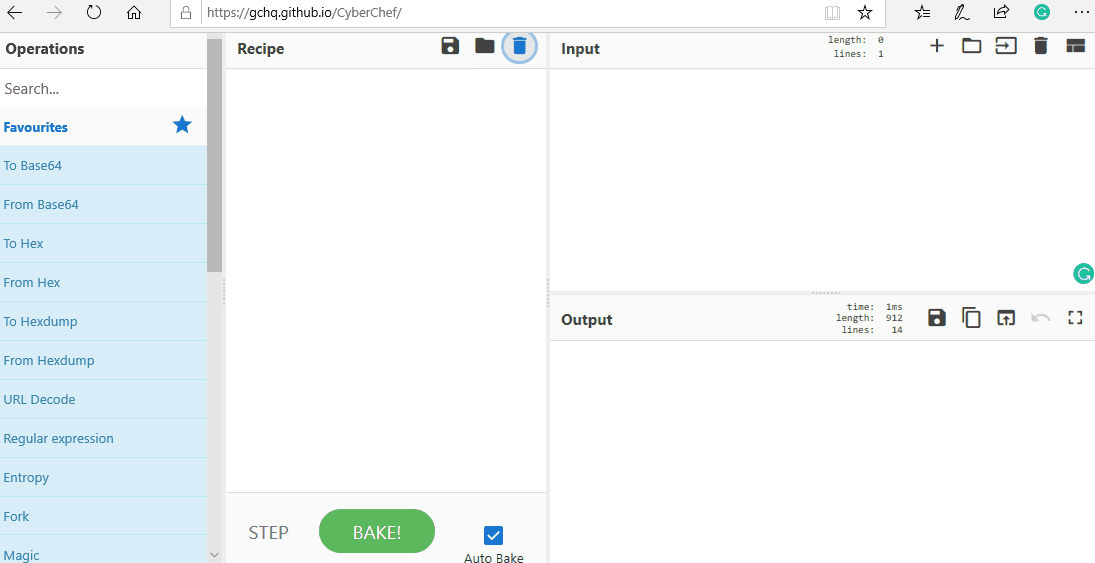 https://gchq.github.io/CyberChef/
Operations
Search...
Favourites
To Base64
From Base64
To Hex
From Hex
To Hexdump
From Hexdump
URL Decode
Regular expression
Entropy
Fork
Magic
Recipe
STEP
BAKE!
Auto Bake
Input
length: 0
lines: 1
Output
time: 1ms
length: 912
lines: 14